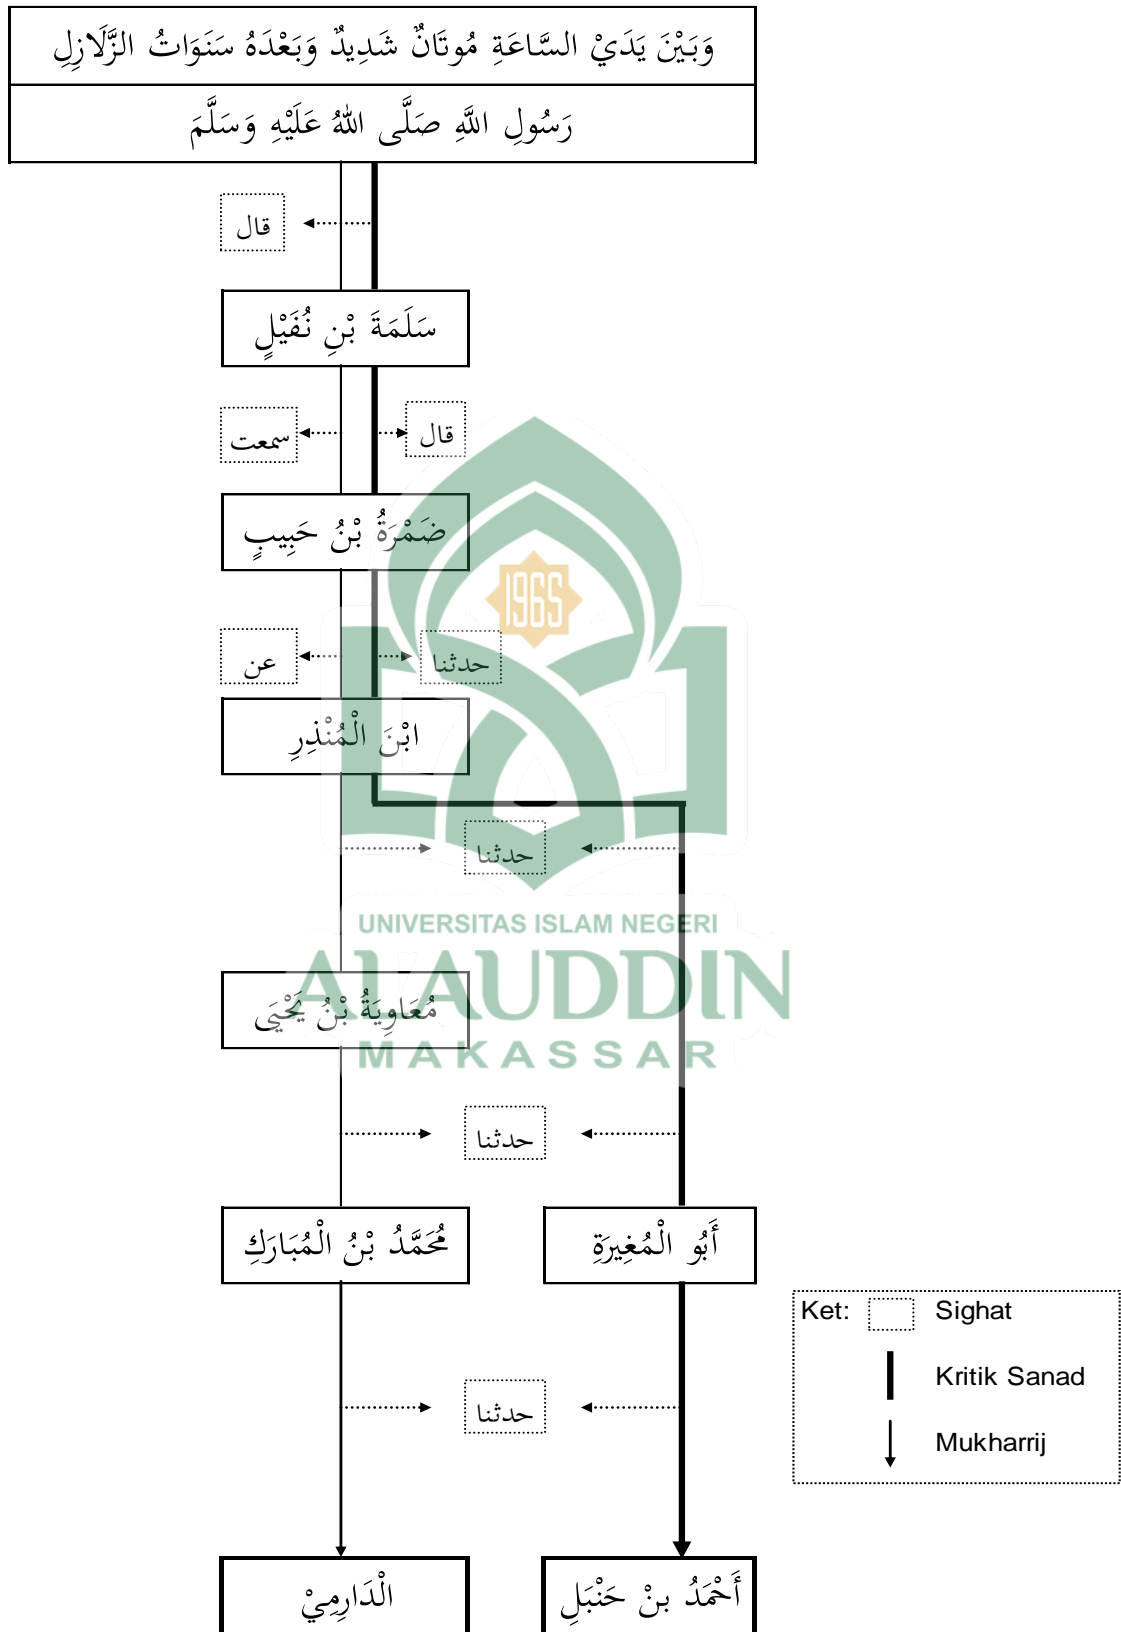 وَبَيْنَ يَدَيْ السَّاعَةِ مُوتَانٌ شَدِيدٌ وَبَعْدَهُ سَنَوَاتُ الزَّلَازِلِ
رَسُولِ اللَّهِ صَلَّى اللهُ عَلَيْهِ وَسَلَّمَ
قال
سَلَمَةَ بْنِ نُفَيْلٍ
سمعت
قال
ضَمْرَةُ بْنُ حَبِيبٍ
1965
عن
حدثنا
ابْنَ الْمُنْذِرِ
حدثنا
UNIVERSITAS ISLAM NEGERI
ALAUDDIN
مُعَاوِيَةُ بْنُ يَحْيَى
MAKASSAR
حدثنا
مُحَمَّدُ بْنُ الْمُبَارَكِ
أَبُو الْمُغِيرَةِ
Ket: Sighat
Kritik Sanad
Mukharrij
حدثنا
الْدَارِمِيْ
أَحْمَدُ بنْ حَنْبَلِ